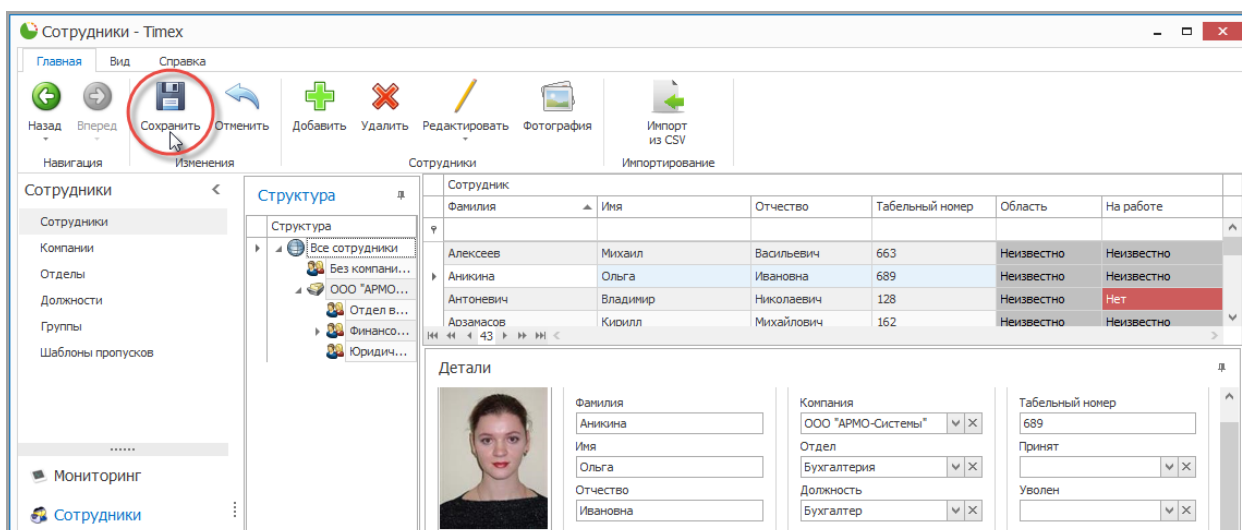 Сотрудники - Timex
Главная Вид Справка
Назад Вперед Сохранить Отменить Добавить Удалить Редактировать Фотография Импорт
из CSV
Навигация Изменения Сотрудники Импортирование
Сотрудники
Сотрудники
Компании
Отделы
Должности
Группы
Шаблоны пропусков
Мониторинг
Сотрудники
Структура
Структура
Все сотрудники
Без компани...
ООО "АРМО...
Отдел в...
Финансо...
Юридич...
Сотрудник
Фамилия Имя Отчество Табельный номер Область На работе
Алексеев Михаил Васильевич 663 Неизвестно Неизвестно
Аникина Ольга Ивановна 689 Неизвестно Неизвестно
Антоневич Владимир Николаевич 128 Неизвестно Нет
Арзамасов Кирилл Михайлович 162 Неизвестно Неизвестно
43
Детали
Фамилия Компания Табельный номер
Аникина ООО "АРМО-Системы" 689
Имя Отдел Принят
Ольга Бухгалтерия
Отчество Должность Уволен
Ивановна Бухгалтер